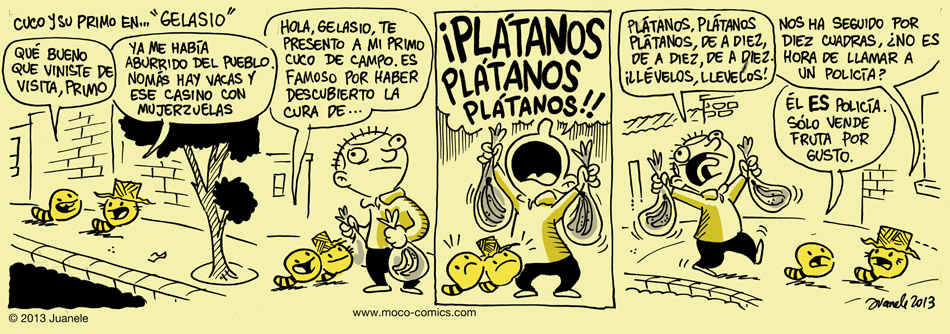 CUCO Y SU PRIMO EN... "GELASIO"
QUÉ BUENO
QUE VINISTE DE
VISITA, PRIMO
YA ME HABÍA
ABURRIDO DEL PUEBLO.
NOMÁS HAY VACAS Y
ESE CASINO CON
MUJERZUELAS
HOLA, GELASIO, TE
PRESENTO A MI PRIMO
CUCO DE CAMPO. ES
FAMOSO POR HABER
DESCUBIERTO LA
CURA DE...
¡PLÁTANOS
PLÁTANOS
PLÁTANOS!!
PLÁTANOS, PLÁTANOS
PLÁTANOS, DE A DIEZ,
DE A DIEZ, DE A DIEZ.
¡LLÉVELOS, LLEVELOS!
NOS HA SEGUIDO POR
DIEZ CUADRAS, ¿NO ES
HORA DE LLAMAR A
UN POLICÍA?
ÉL ES POLICÍA.
SÓLO VENDE
FRUTA POR
GUSTO.
Juanele 2013
© 2013 Juanele
www.moco-comics.com